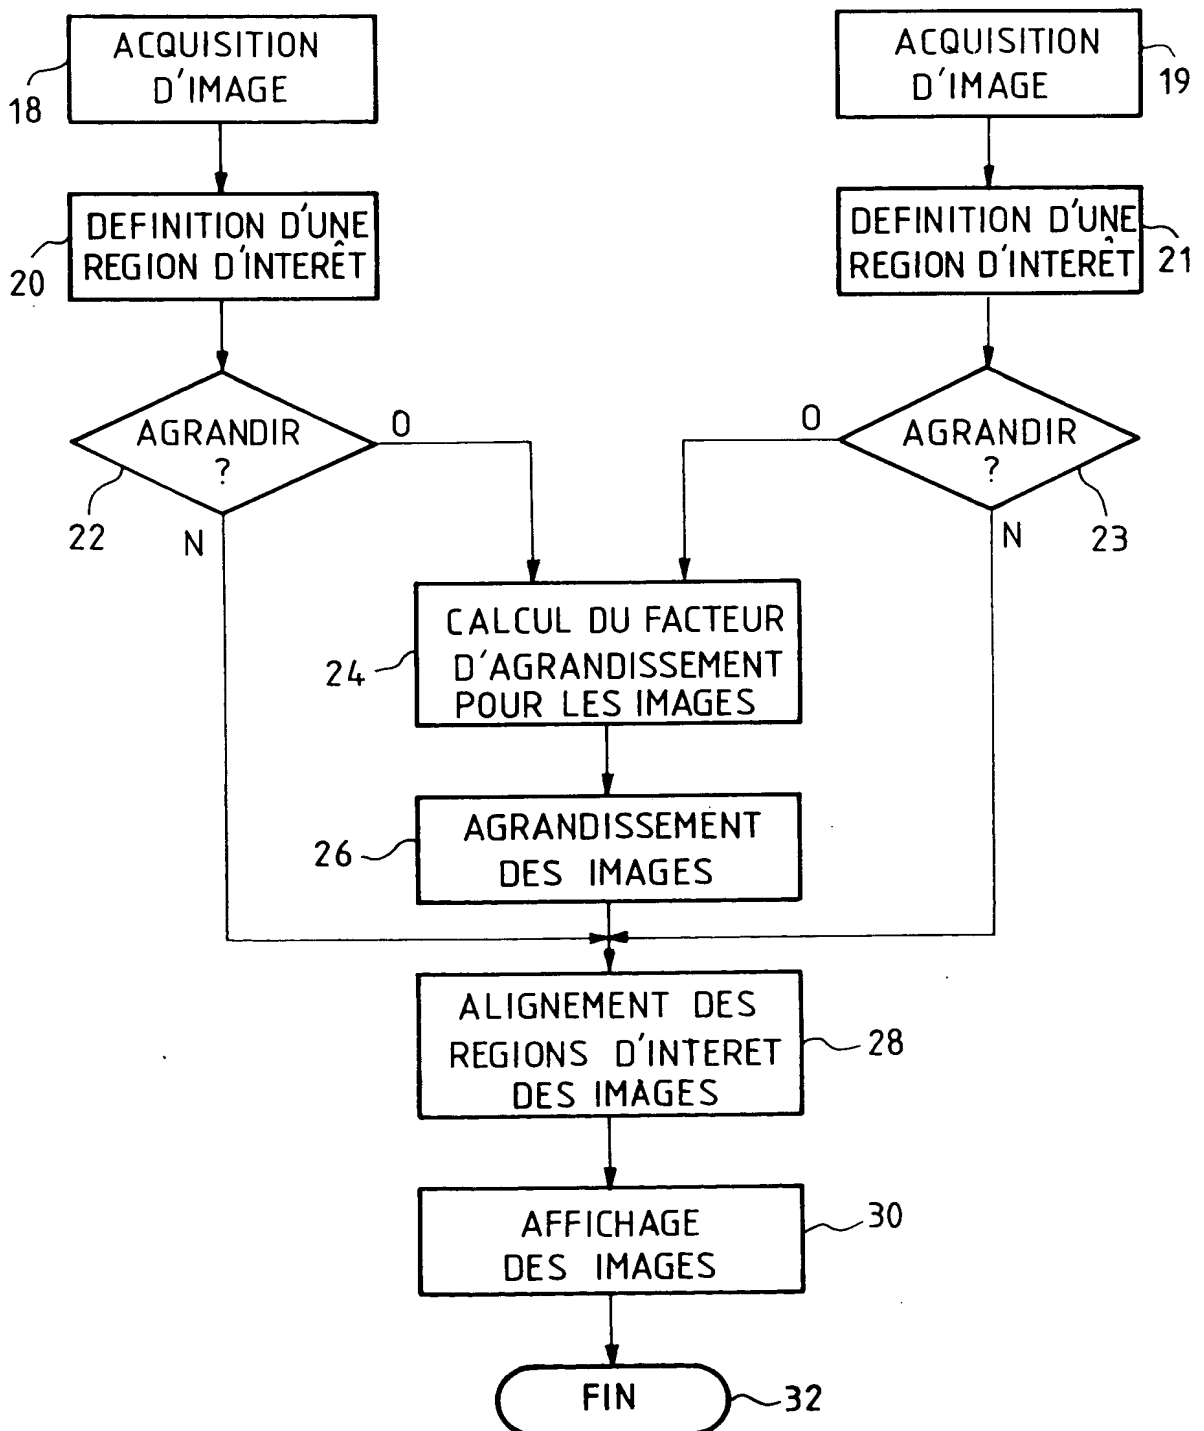 ACQUISITION
D'IMAGE
18
ACQUISITION
D'IMAGE
19
DEFINITION D'UNE
REGION D'INTERÊT
20
DEFINITION D'UNE
REGION D'INTERÊT
21
AGRANDIR
?
O
N
22
AGRANDIR
?
O
N
23
CALCUL DU FACTEUR
D'AGRANDISSEMENT
POUR LES IMAGES
24
AGRANDISSEMENT
DES IMAGES
26
ALIGNEMENT DES
REGIONS D'INTERET
DES IMAGES
28
AFFICHAGE
DES IMAGES
30
FIN
32